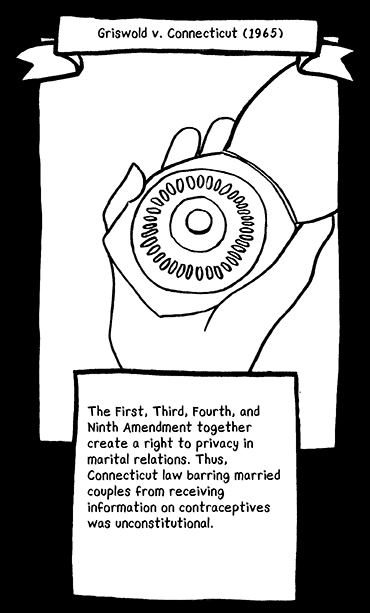 Griswold v. Connecticut (1965)
The First, Third, Fourth, and
Ninth Amendment together
create a right to privacy in
marital relations. Thus,
Connecticut law barring married
couples from receiving
information on contraceptives
was unconstitutional.